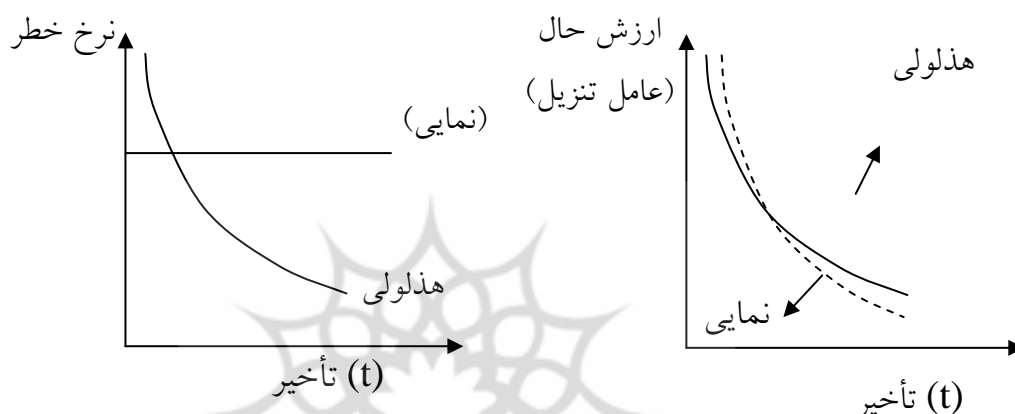 ارزش حال
(عامل تنزیل)
هذلولی
نمایی
(t) تأخیر
نرخ خطر
(نمایی)
هذلولی
(t) تأخیر